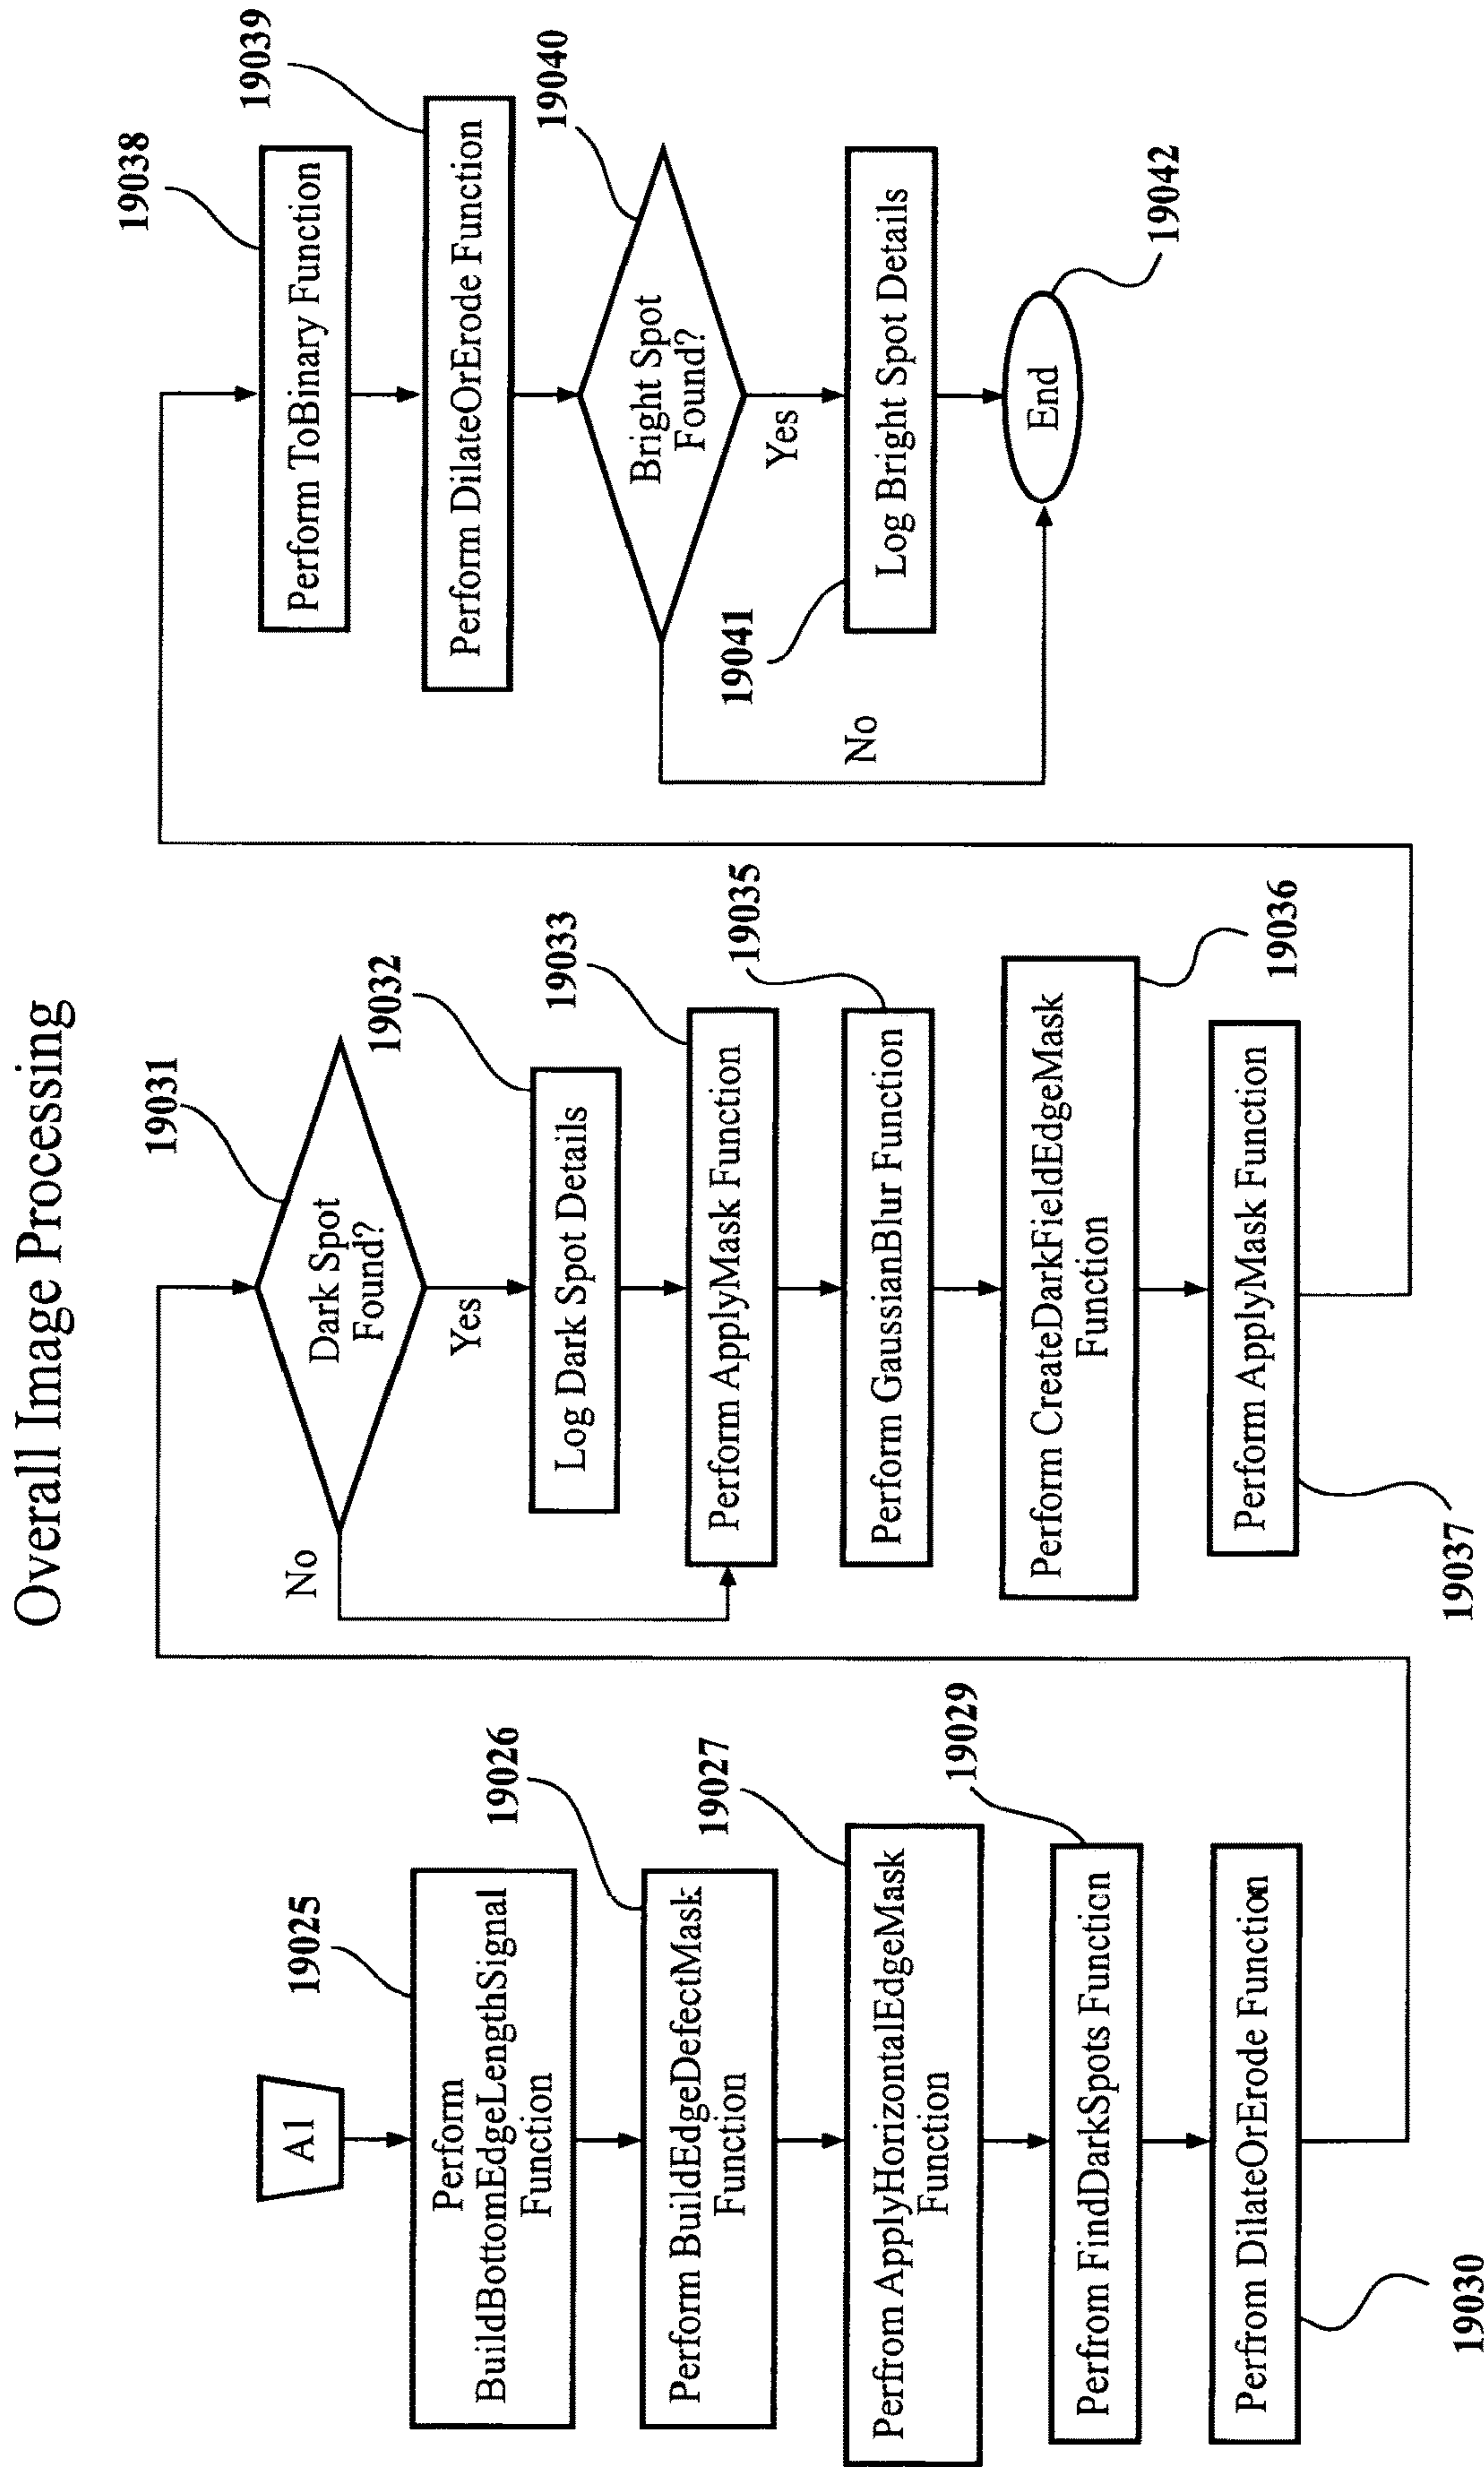 Overall Image Processing
A1
19025
Perform
BuildBottomEdgeLengthSignal
Function
19026
Perform BuildEdgeDefectMask
Function
19027
Perfrom ApplyHorizontalEdgeMask
Function
19029
Perfrom FindDarkSpots Function
Perfrom DilateOrErode Function
19030
19031
Dark Spot
Found?
No
Yes
19032
Log Dark Spot Details
19033
Perform ApplyMask Function
19035
Perform GaussianBlur Function
Perform CreateDarkFieldEdgeMask
Function
19036
Perform ApplyMask Function
19037
19038
Perform ToBinary Function
19039
Perform DilateOrErode Function
19040
Bright Spot
Found?
Yes
No
19041
Log Bright Spot Details
End
19042